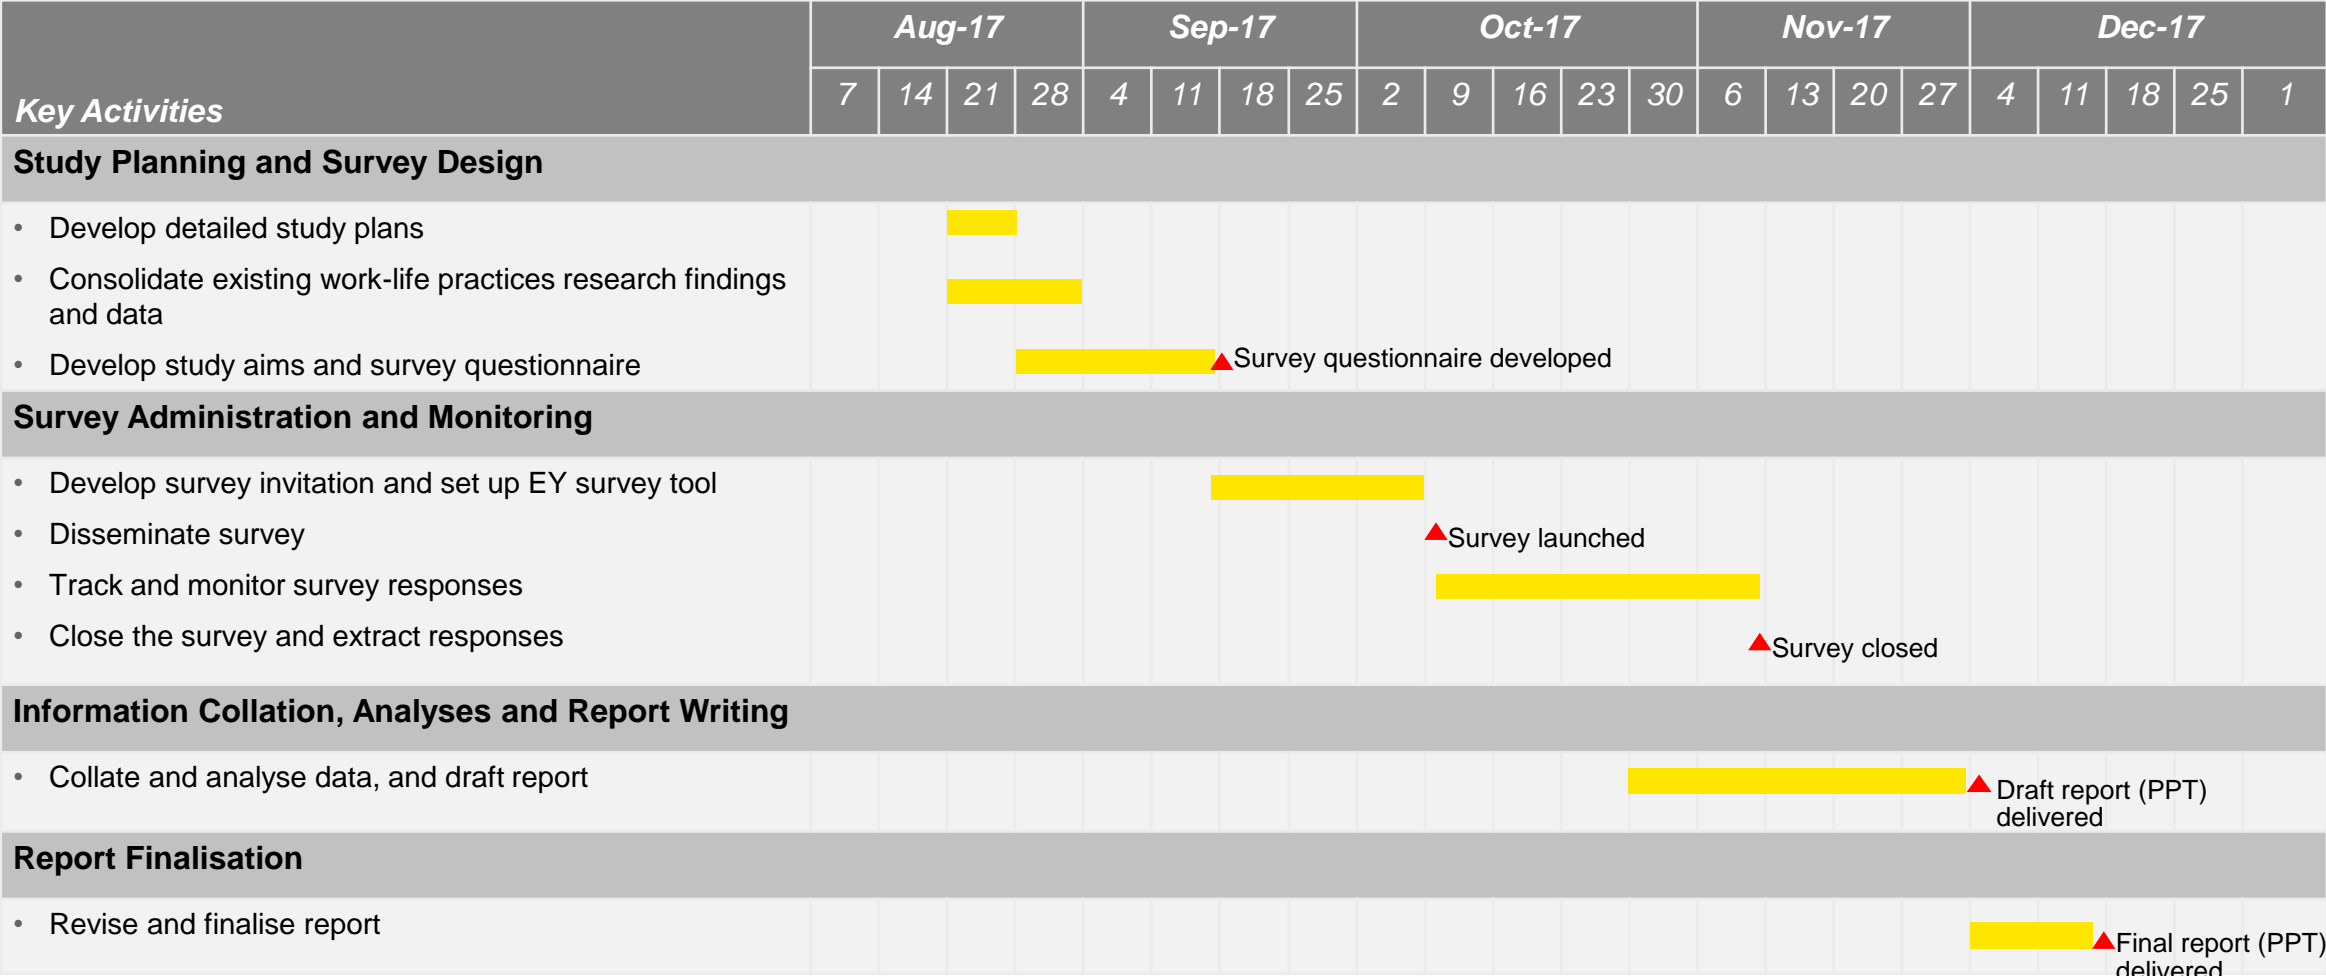 Aug-17 Sep-17 Oct-17 Nov-17 Dec-17
Key Activities 7 14 21 28 4 11 18 25 2 9 16 23 30 6 13 20 27 4 11 18 25 1
Study Planning and Survey Design
• Develop detailed study plans
• Consolidate existing work-life practices research findings
and data
• Develop study aims and survey questionnaire
Survey questionnaire developed
Survey Administration and Monitoring
• Develop survey invitation and set up EY survey tool
• Disseminate survey
Survey launched
• Track and monitor survey responses
• Close the survey and extract responses
Survey closed
Information Collation, Analyses and Report Writing
• Collate and analyse data, and draft report
Draft report (PPT)
delivered
Report Finalisation
• Revise and finalise report
Final report (PPT)
delivered